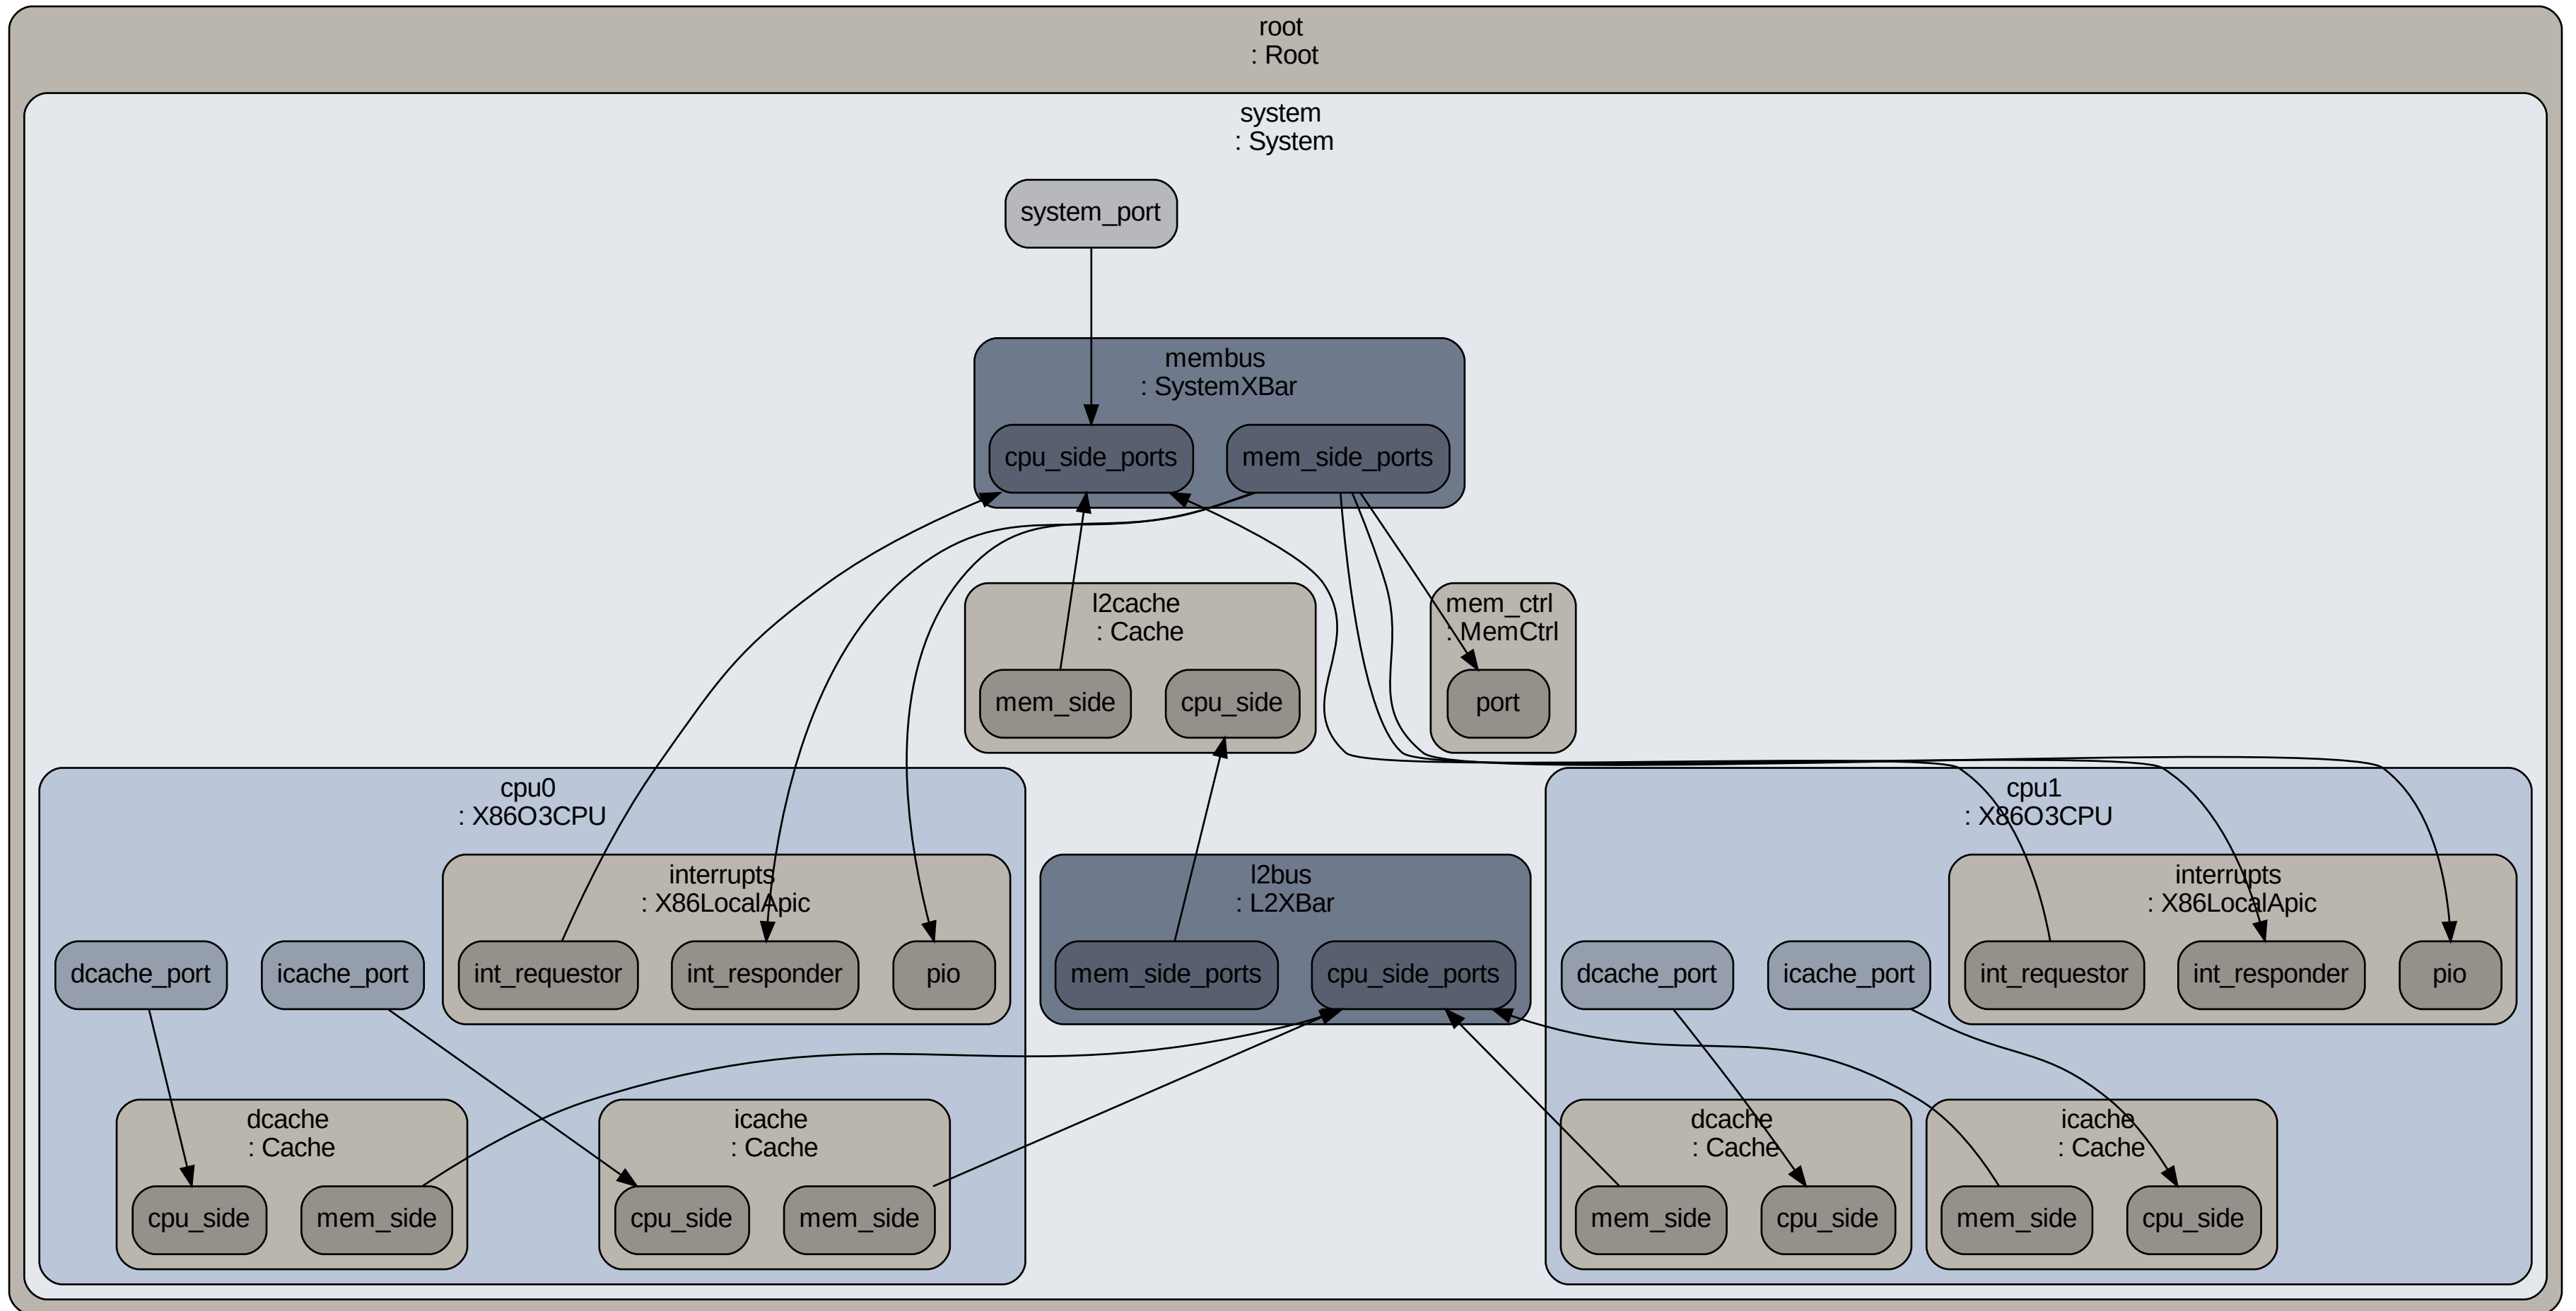 root
: Root
system
: System
system_port
membus
: SystemXBar
cpu_side_ports
mem_side_ports
l2cache
: Cache
mem_side
cpu_side
mem_ctrl
: MemCtrl
port
cpu0
: X86O3CPU
interrupts
: X86LocalApic
dcache_port
icache_port
int_requestor
int_responder
pio
dcache
: Cache
cpu_side
mem_side
icache
: Cache
cpu_side
mem_side
l2bus
: L2XBar
mem_side_ports
cpu_side_ports
cpu1
: X86O3CPU
interrupts
: X86LocalApic
dcache_port
icache_port
int_requestor
int_responder
pio
dcache
: Cache
mem_side
cpu_side
icache
: Cache
mem_side
cpu_side